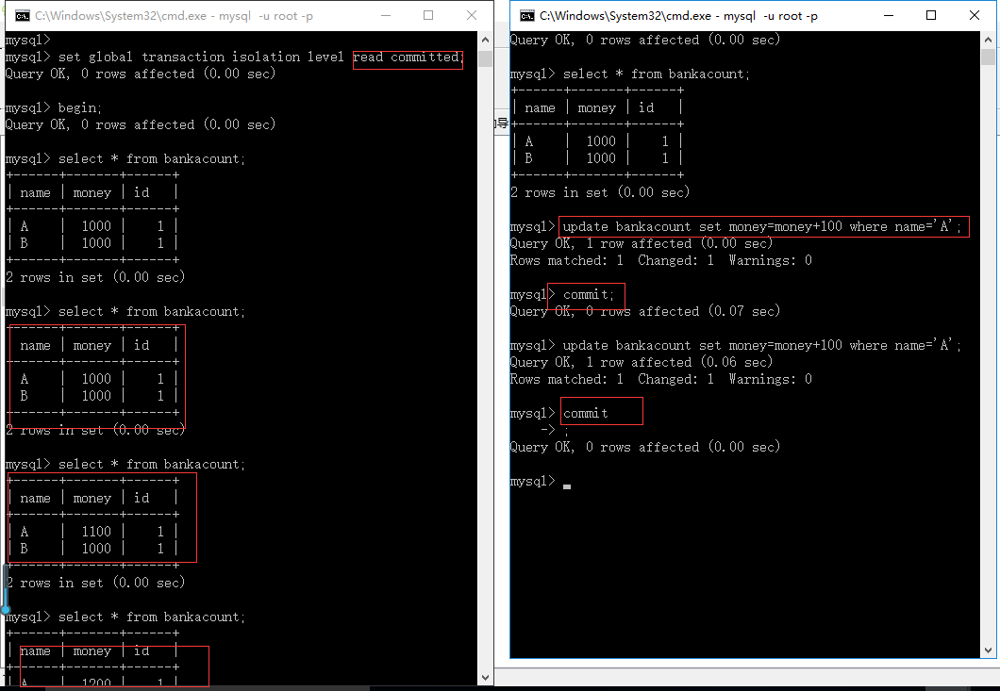 C:\Windows\System32\cmd.exe - mysql  -u root -p
mysql>
mysql> set global transaction isolation level read committed;
Query OK, 0 rows affected (0.00 sec)
mysql> begin;
Query OK, 0 rows affected (0.00 sec)
mysql> select * from bankacount;
+------+-------+------+
| name | money | id   |
+------+-------+------+
| A    |  1000 |    1 |
| B    |  1000 |    1 |
+------+-------+------+
2 rows in set (0.00 sec)
mysql> select * from bankacount;
+------+-------+------+
| name | money | id   |
+------+-------+------+
| A    |  1000 |    1 |
| B    |  1000 |    1 |
+------+-------+------+
2 rows in set (0.00 sec)
mysql> select * from bankacount;
+------+-------+------+
| name | money | id   |
+------+-------+------+
| A    |  1100 |    1 |
| B    |  1000 |    1 |
+------+-------+------+
2 rows in set (0.00 sec)
mysql> select * from bankacount;
+------+-------+------+
| name | money | id   |
+------+-------+------+
| A    |  1200 |    1 |
C:\Windows\System32\cmd.exe - mysql  -u root -p
Query OK, 0 rows affected (0.00 sec)
mysql> select * from bankacount;
+------+-------+------+
| name | money | id   |
+------+-------+------+
| A    |  1000 |    1 |
| B    |  1000 |    1 |
+------+-------+------+
2 rows in set (0.00 sec)
mysql> update bankacount set money=money+100 where name='A';
Query OK, 1 row affected (0.00 sec)
Rows matched: 1  Changed: 1  Warnings: 0
mysql> commit;
Query OK, 0 rows affected (0.07 sec)
mysql> update bankacount set money=money+100 where name='A';
Query OK, 1 row affected (0.06 sec)
Rows matched: 1  Changed: 1  Warnings: 0
mysql> commit
    -> ;
Query OK, 0 rows affected (0.00 sec)
mysql>